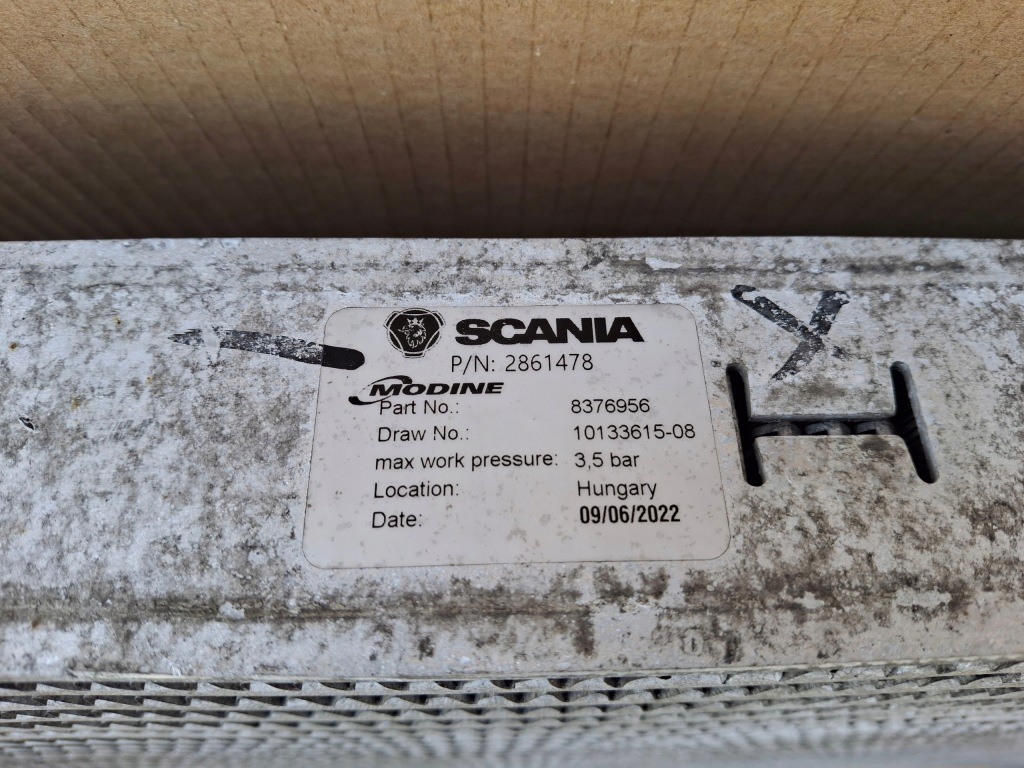 SCANIA
P/N: 2861478
MODINE
Part No.: 8376956
Draw No.: 10133615-08
max work pressure: 3,5 bar
Location: Hungary
Date: 09/06/2022